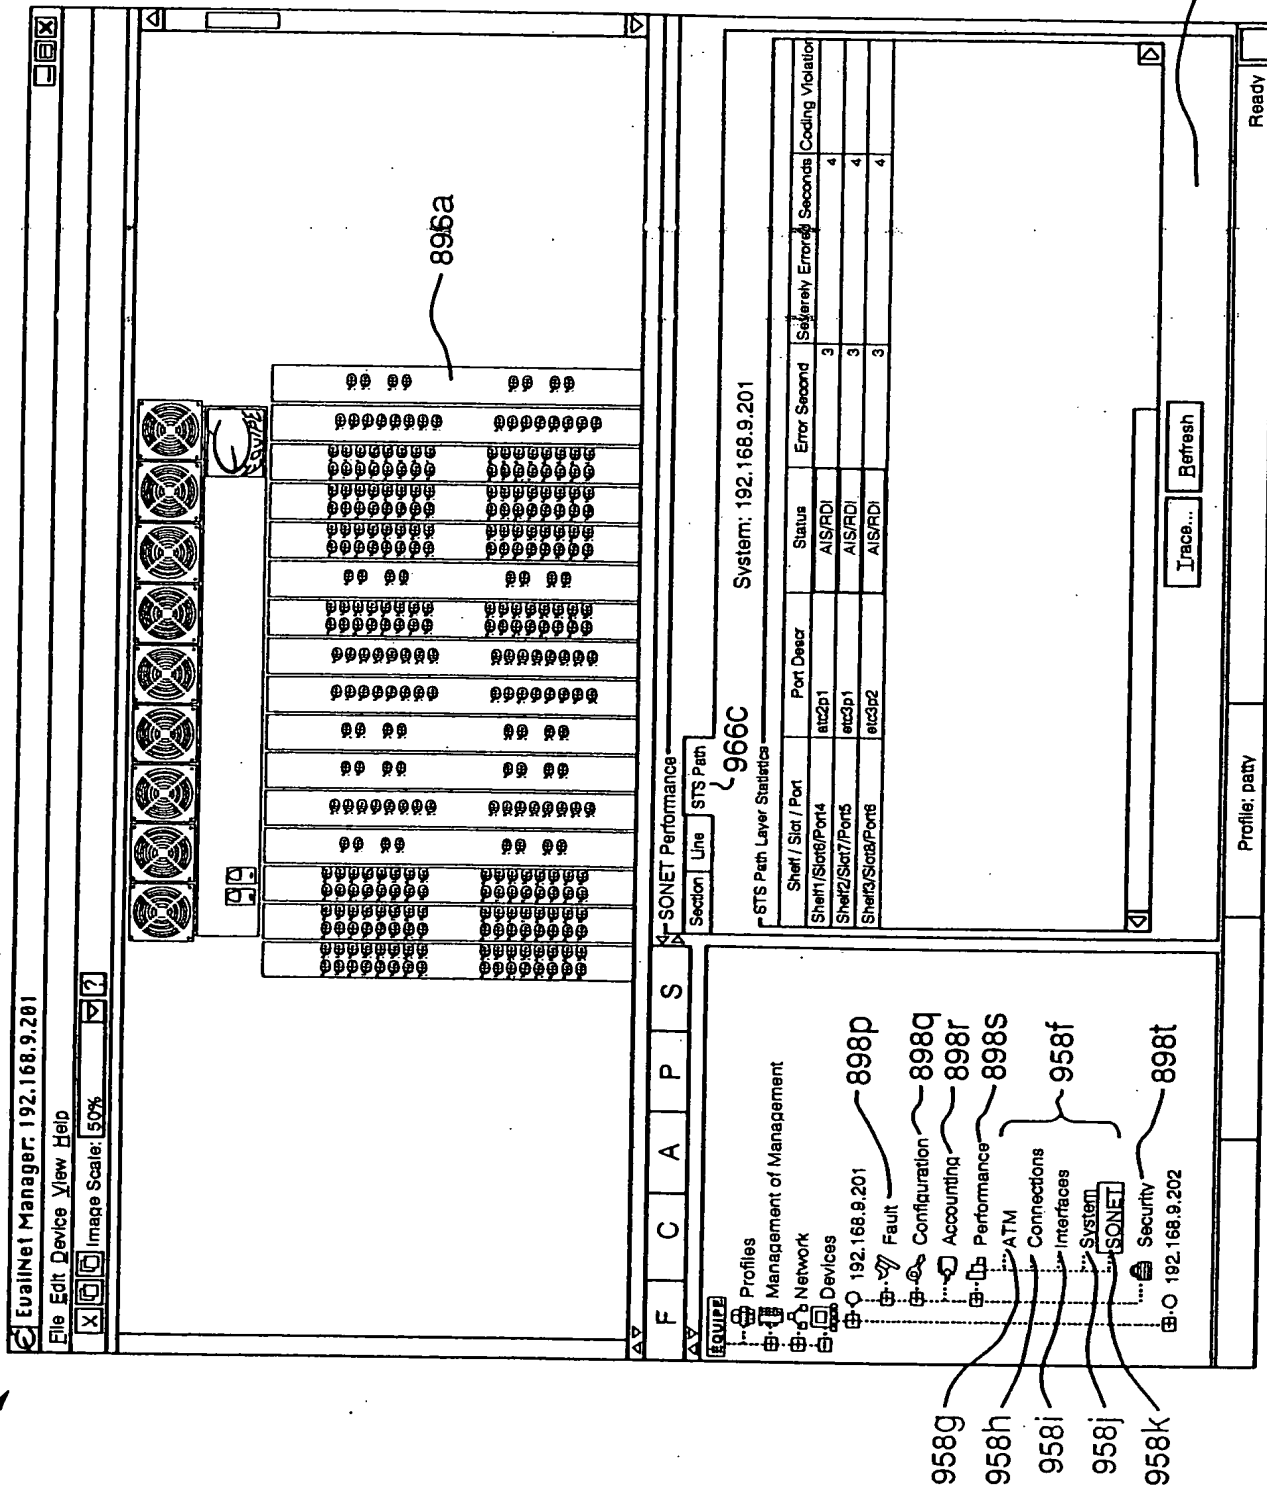 EuallNet Manager: 192.168.9.201
File Edit Device View Help
Image Scale: 50% ?
EQUIPE
896a
F C A P S
EQUIPE
Profiles
Management of Management
Network
Devices
192.168.9.201
Fault
Configuration
Accounting
Performance
ATM
Connections
Interfaces
System
SONET
Security
192.168.9.202
898p
898q
898r
898s
958f
898t
958g
958h
958i
958j
958k
SONET Performance
Section Line STS Path
966C
System: 192.168.9.201
STS Path Layer Statistics
Shelf / Slot / Port Port Descr Status Error Second Severely Errored Seconds Coding Violation
Shelf1/Slot6/Port4 stc2p1 AIS/RDI 3 4
Shelf2/Slot7/Port5 etc3p1 AIS/RDI 3 4
Shelf3/Slot8/Port6 etc3p2 AIS/RDI 3 4
Trace... Refresh
Profile: patty
Ready